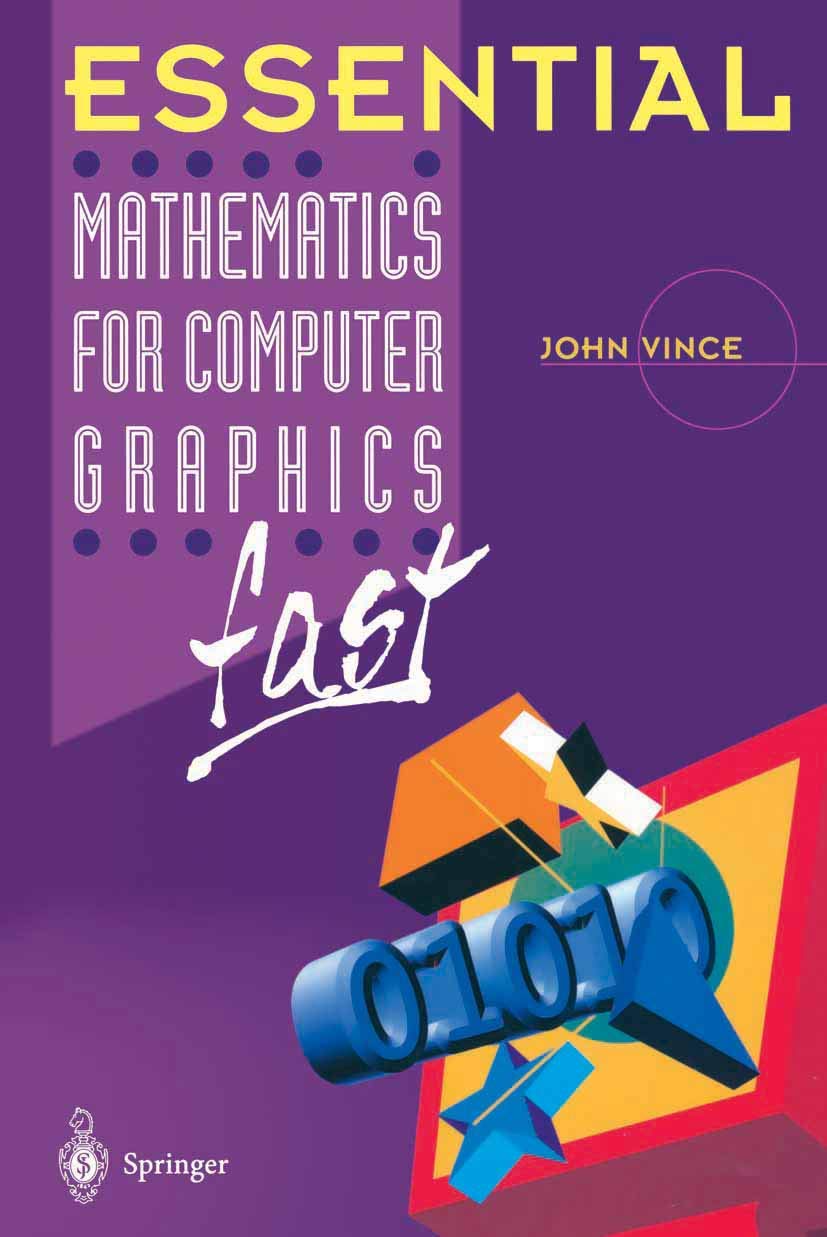 ESSENTIAL
MATHEMATICS
FOR COMPUTER
GRAPHICS
fast
JOHN VINCE
01010
Springer